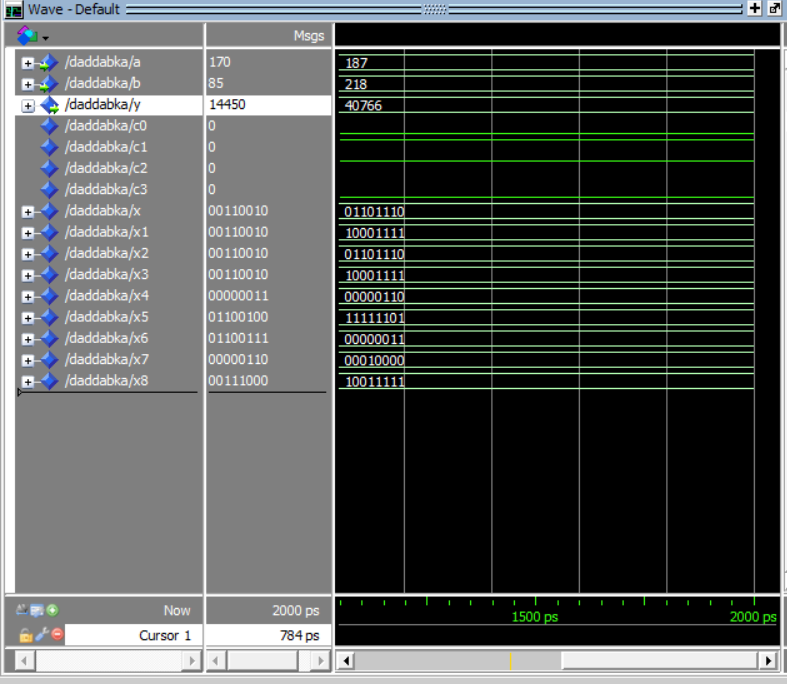 Wave - Default
Msgs
/daddabka/a 170 187
/daddabka/b 85 218
/daddabka/y 14450 40766
/daddabka/c0 0
/daddabka/c1 0
/daddabka/c2 0
/daddabka/c3 0
/daddabka/x 00110010 01101110
/daddabka/x1 00110010 10001111
/daddabka/x2 00110010 01101110
/daddabka/x3 00110010 10001111
/daddabka/x4 00000011 00000110
/daddabka/x5 01100100 11111101
/daddabka/x6 01100111 00000011
/daddabka/x7 00000110 00010000
/daddabka/x8 00111000 10011111
Now 2000 ps 1500 ps 2000 ps
Cursor 1 784 ps